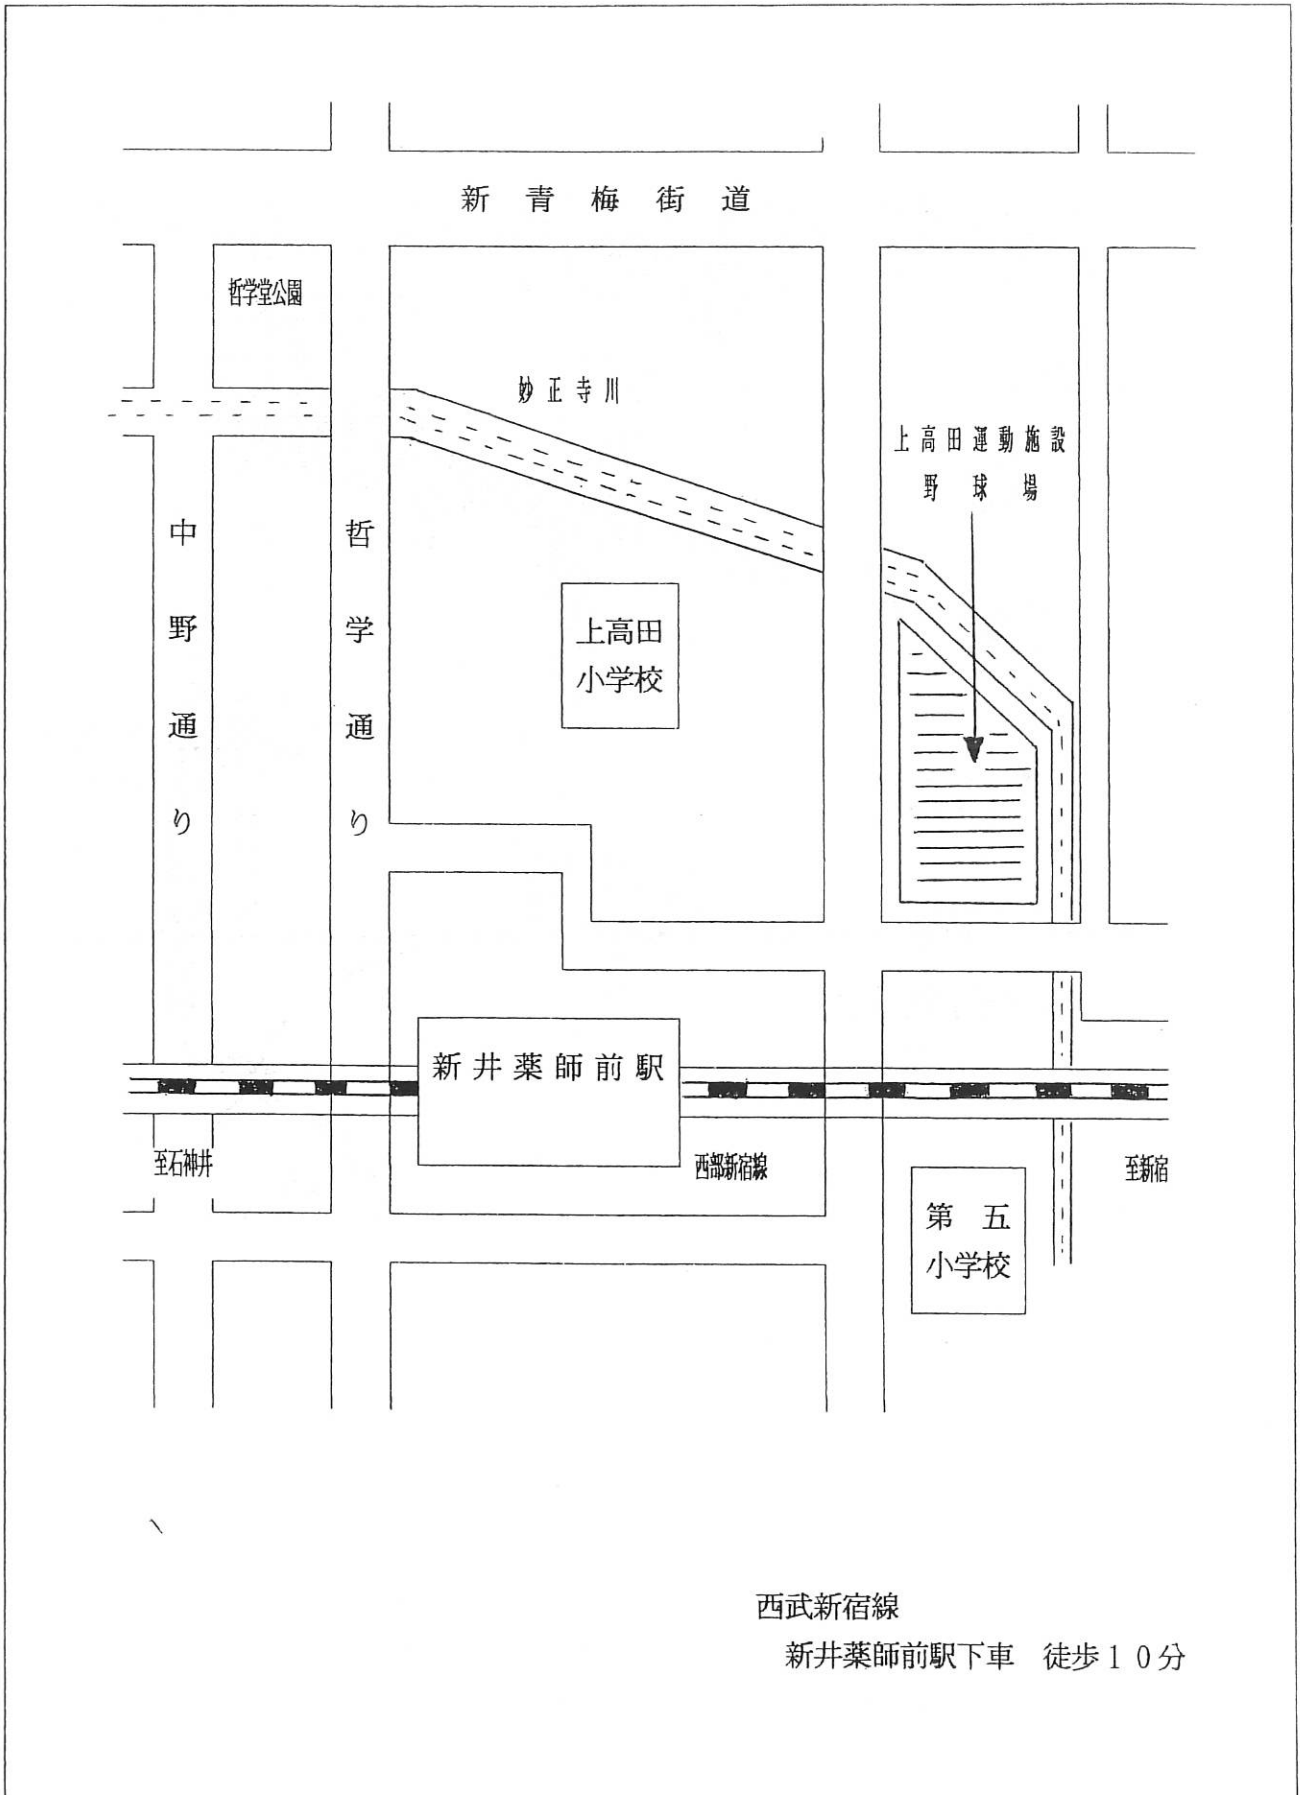 新青梅街道
哲学堂公園
妙正寺川
上高田運動施設
野球場
中野通り
哲学通り
上高田
小学校
新井薬師前駅
至石神井
西部新宿線
至新宿
第五
小学校
西武新宿線
新井薬師前駅下車　徒歩１０分